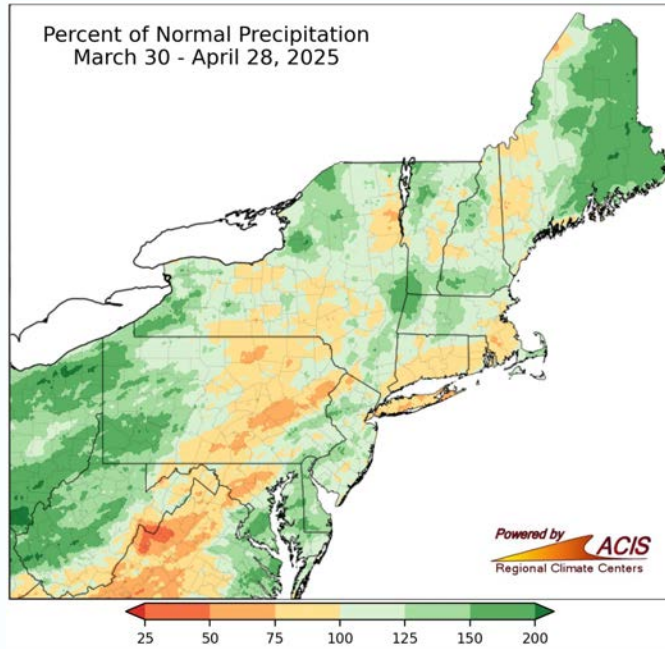 Percent of Normal Precipitation
March 30 - April 28, 2025
Powered by
ACIS
Regional Climate Centers
25 50 75 100 125 150 200